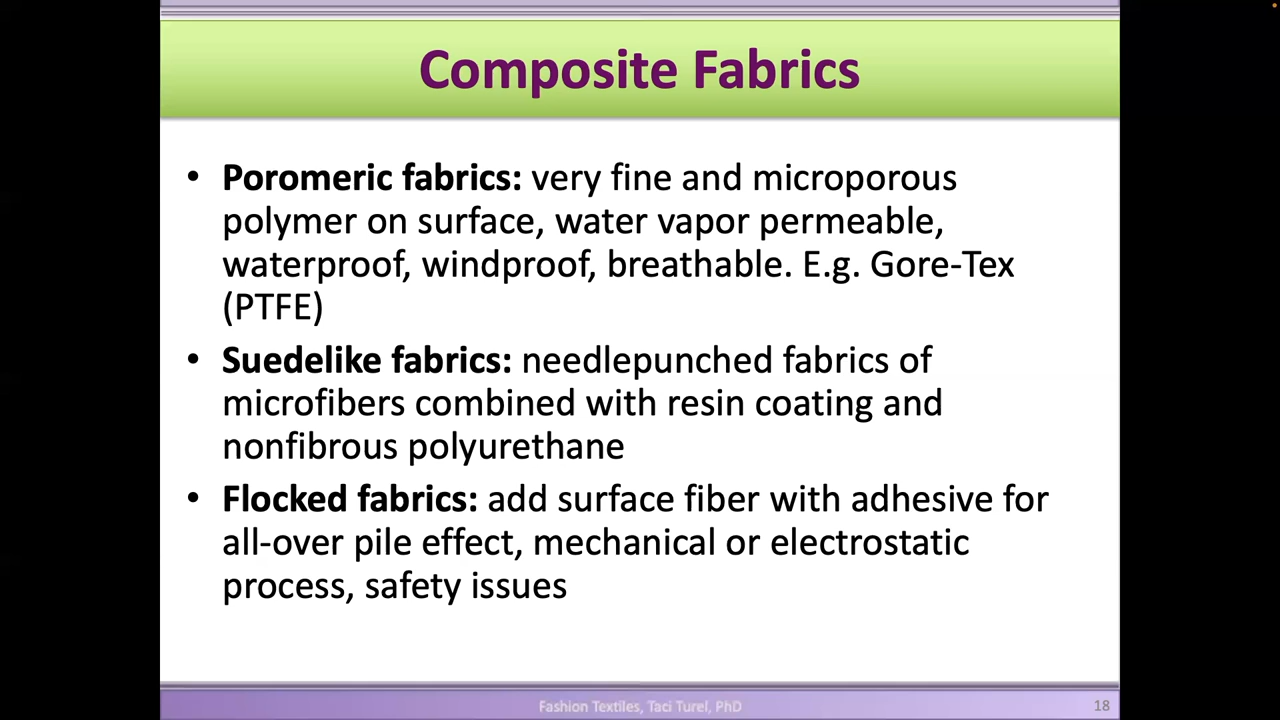 Composite Fabrics
• Poromeric fabrics: very fine and microporous
polymer on surface, water vapor permeable,
waterproof, windproof, breathable. E.g. Gore-Tex
(PTFE)
• Suedelike fabrics: needlepunched fabrics of
microfibers combined with resin coating and
nonfibrous polyurethane
• Flocked fabrics: add surface fiber with adhesive for
all-over pile effect, mechanical or electrostatic
process, safety issues
Fashion Textiles, Taci Turel, PhD
18